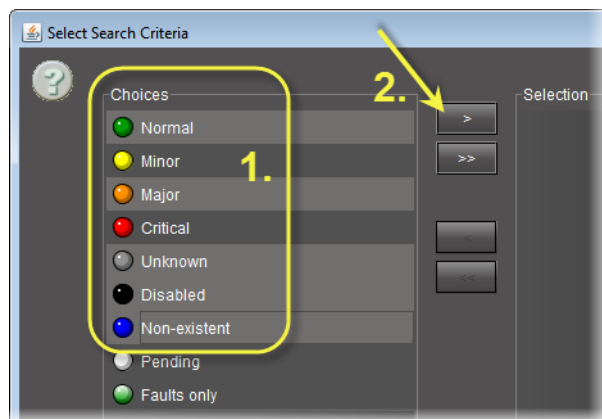 Select Search Criteria
Choices
2.
Selection
>
Normal
Minor
1.
>>
Major
Critical
<
Unknown
<<
Disabled
Non-existent
Pending
Faults only